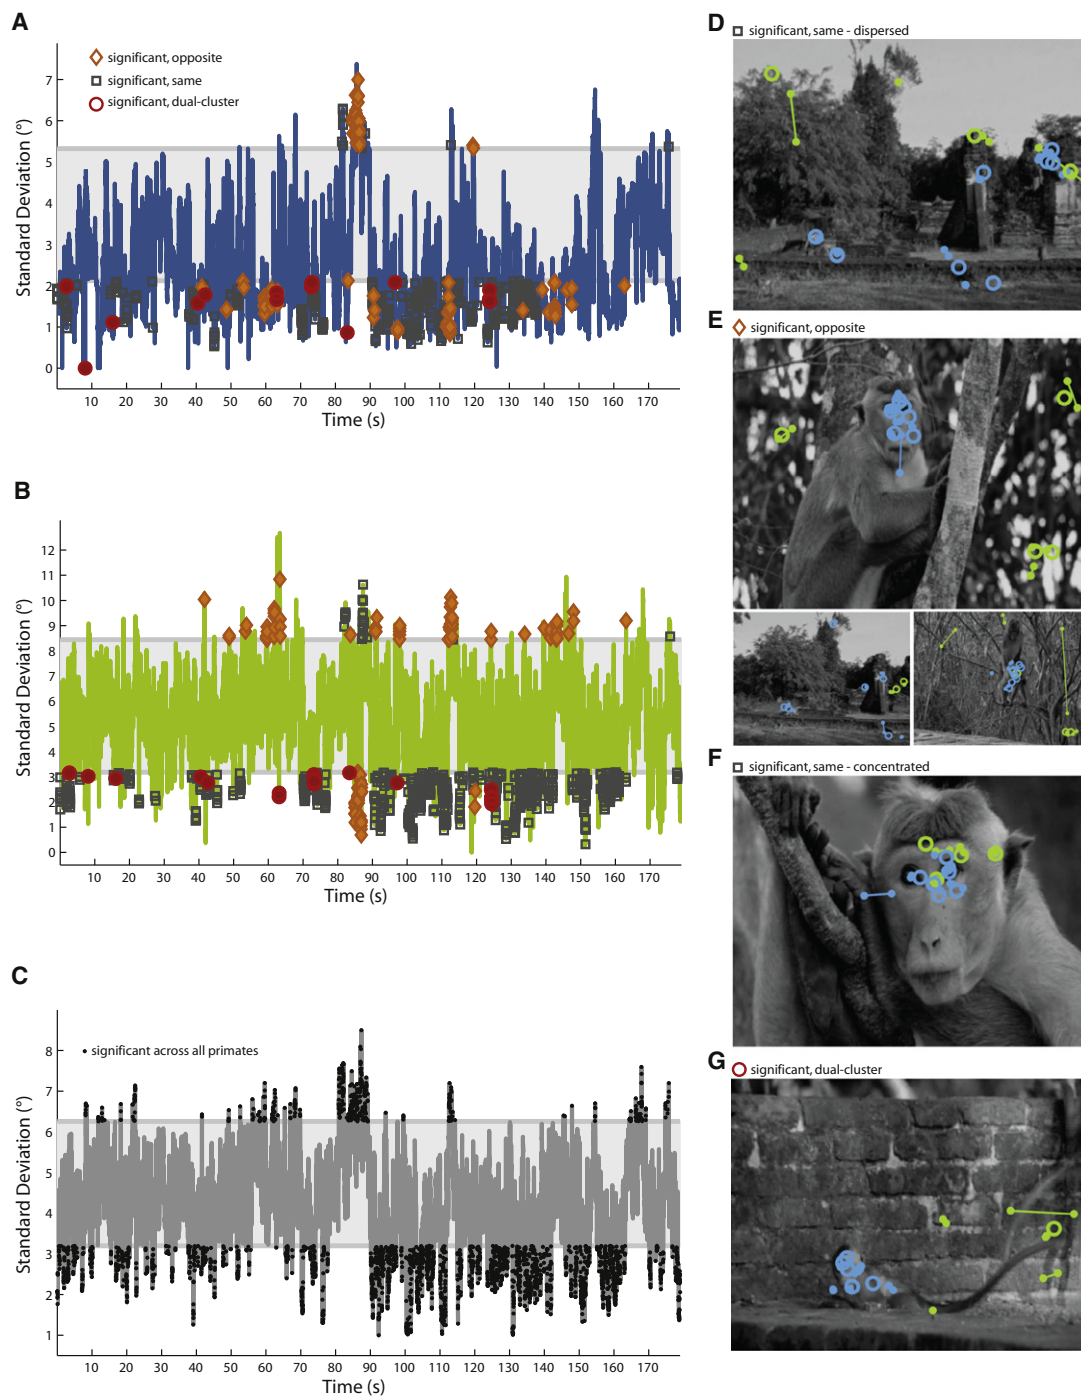 A
significant, opposite
significant, same
significant, dual-cluster
7
6
5
4
3
2
1
0
Standard Deviation (°)
10 20 30 40 50 60 70 80 90 100 110 120 130 140 150 160 170
Time (s)
B
12
11
10
9
8
7
6
5
4
3
2
1
0
Standard Deviation (°)
10 20 30 40 50 60 70 80 90 100 110 120 130 140 150 160 170
Time (s)
C
significant across all primates
8
7
6
5
4
3
2
1
Standard Deviation (°)
10 20 30 40 50 60 70 80 90 100 110 120 130 140 150 160 170
Time (s)
D significant, same - dispersed
E significant, opposite
F significant, same - concentrated
G significant, dual-cluster